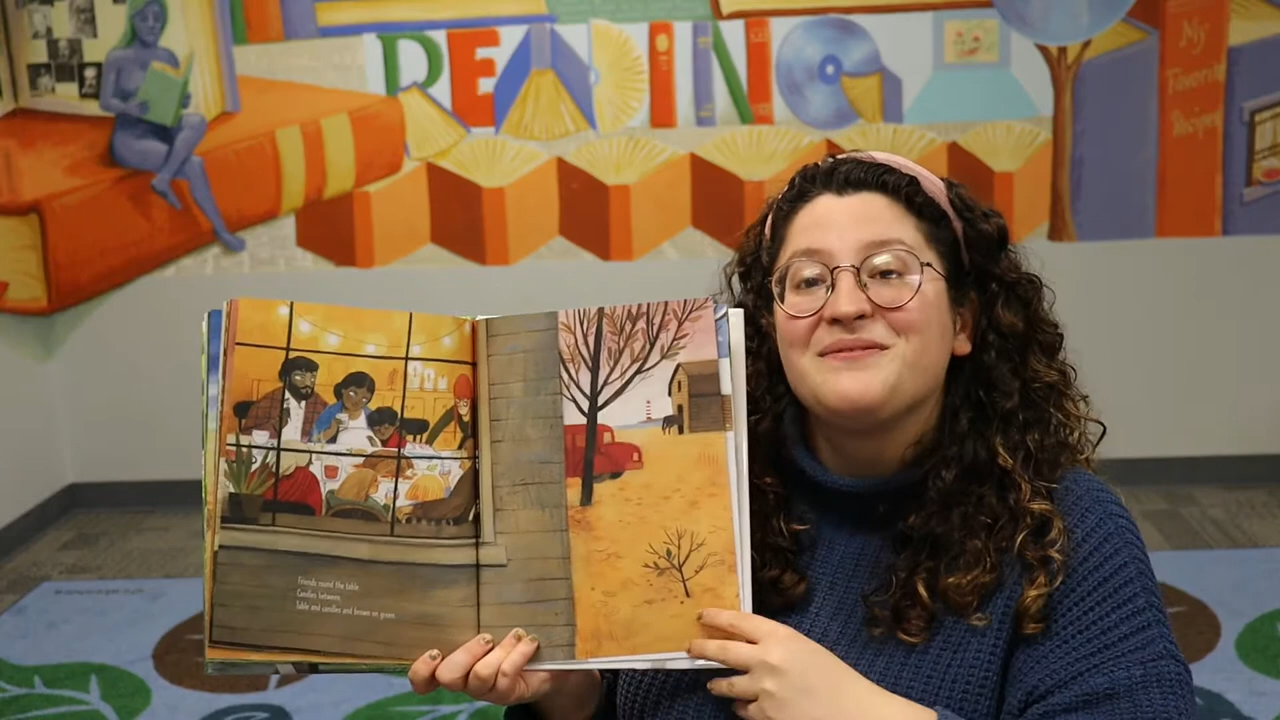 READING
My
Favorite
Recipes
Friends round the table.
Candles between.
Table and candles and brown on green.